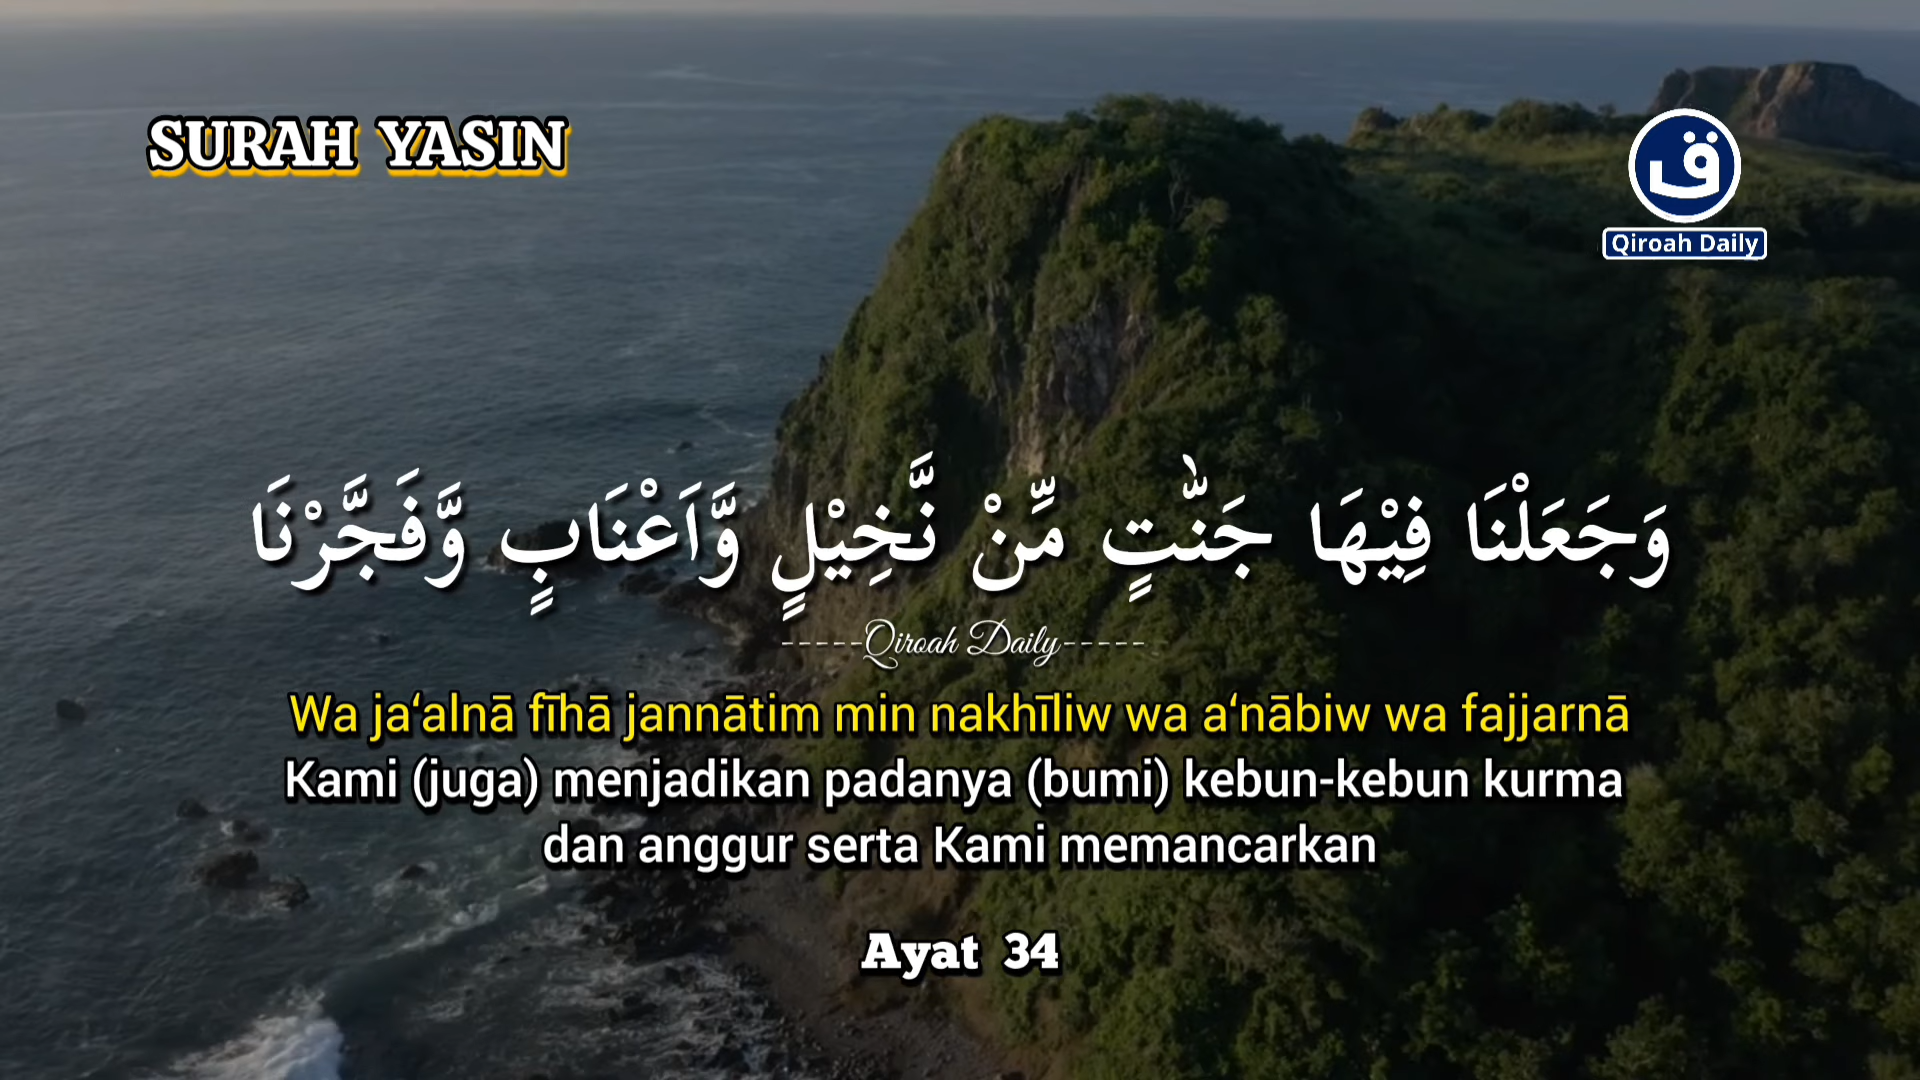 SURAH YASIN
ق
Qiroah Daily
وَجَعَلْنَا فِيْهَا جَنّٰتٍ مِّنْ نَّخِيْلٍ وَّاَعْنَابٍ وَّفَجَّرْنَا
-----Qiroah Daily-----
Wa ja‘alnā fīhā jannātim min nakhīliw wa a‘nābiw wa fajjarnā
Kami (juga) menjadikan padanya (bumi) kebun-kebun kurma
dan anggur serta Kami memancarkan
Ayat 34